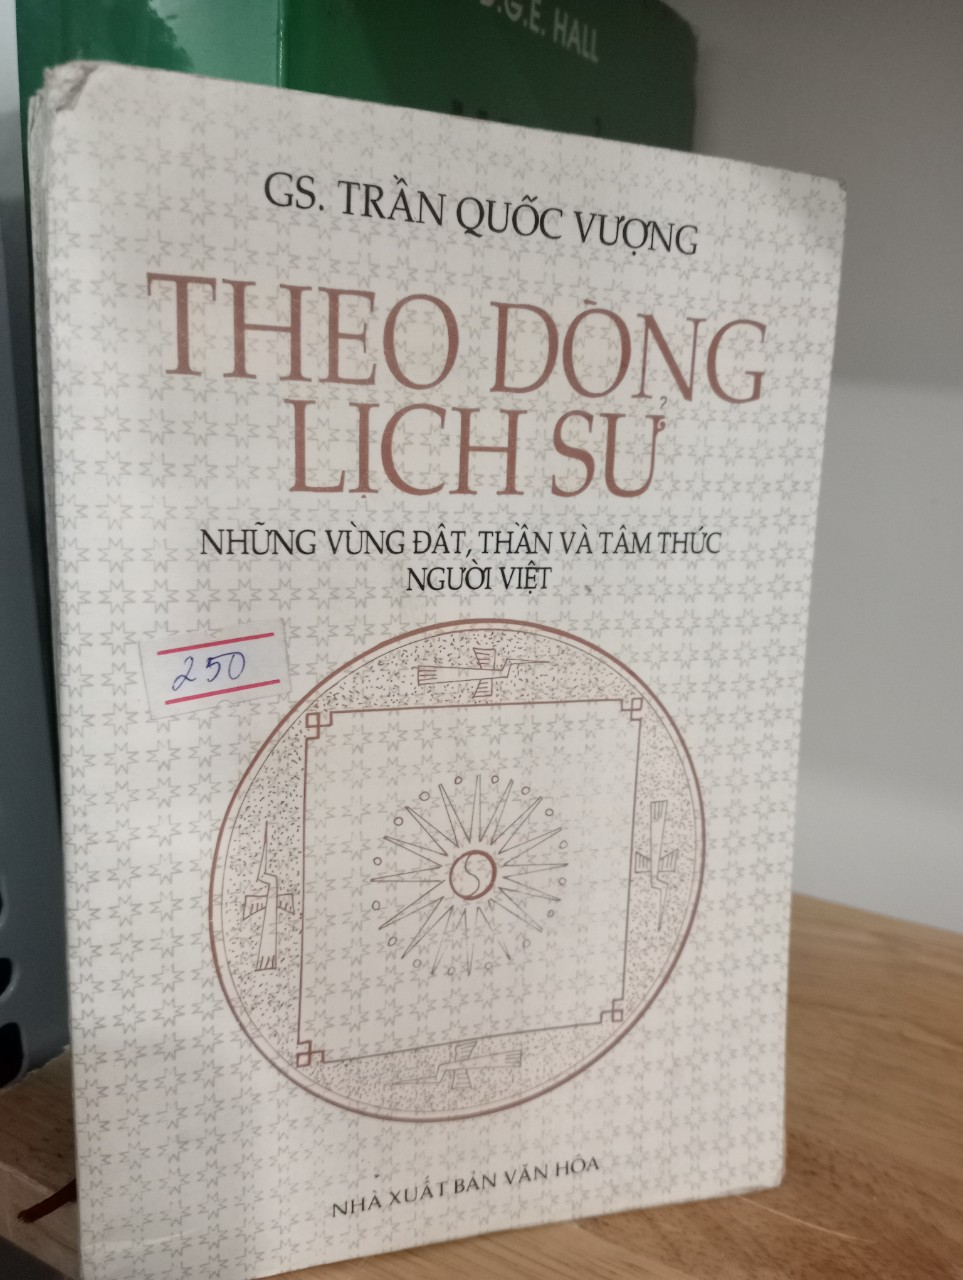 D.G.E. HALL
GS. TRẦN QUỐC VƯỢNG
THEO DÒNG
LỊCH SỬ
NHỮNG VÙNG ĐẤT, THẦN VÀ TÂM THỨC
NGƯỜI VIỆT
250
NHÀ XUẤT BẢN VĂN HÓA